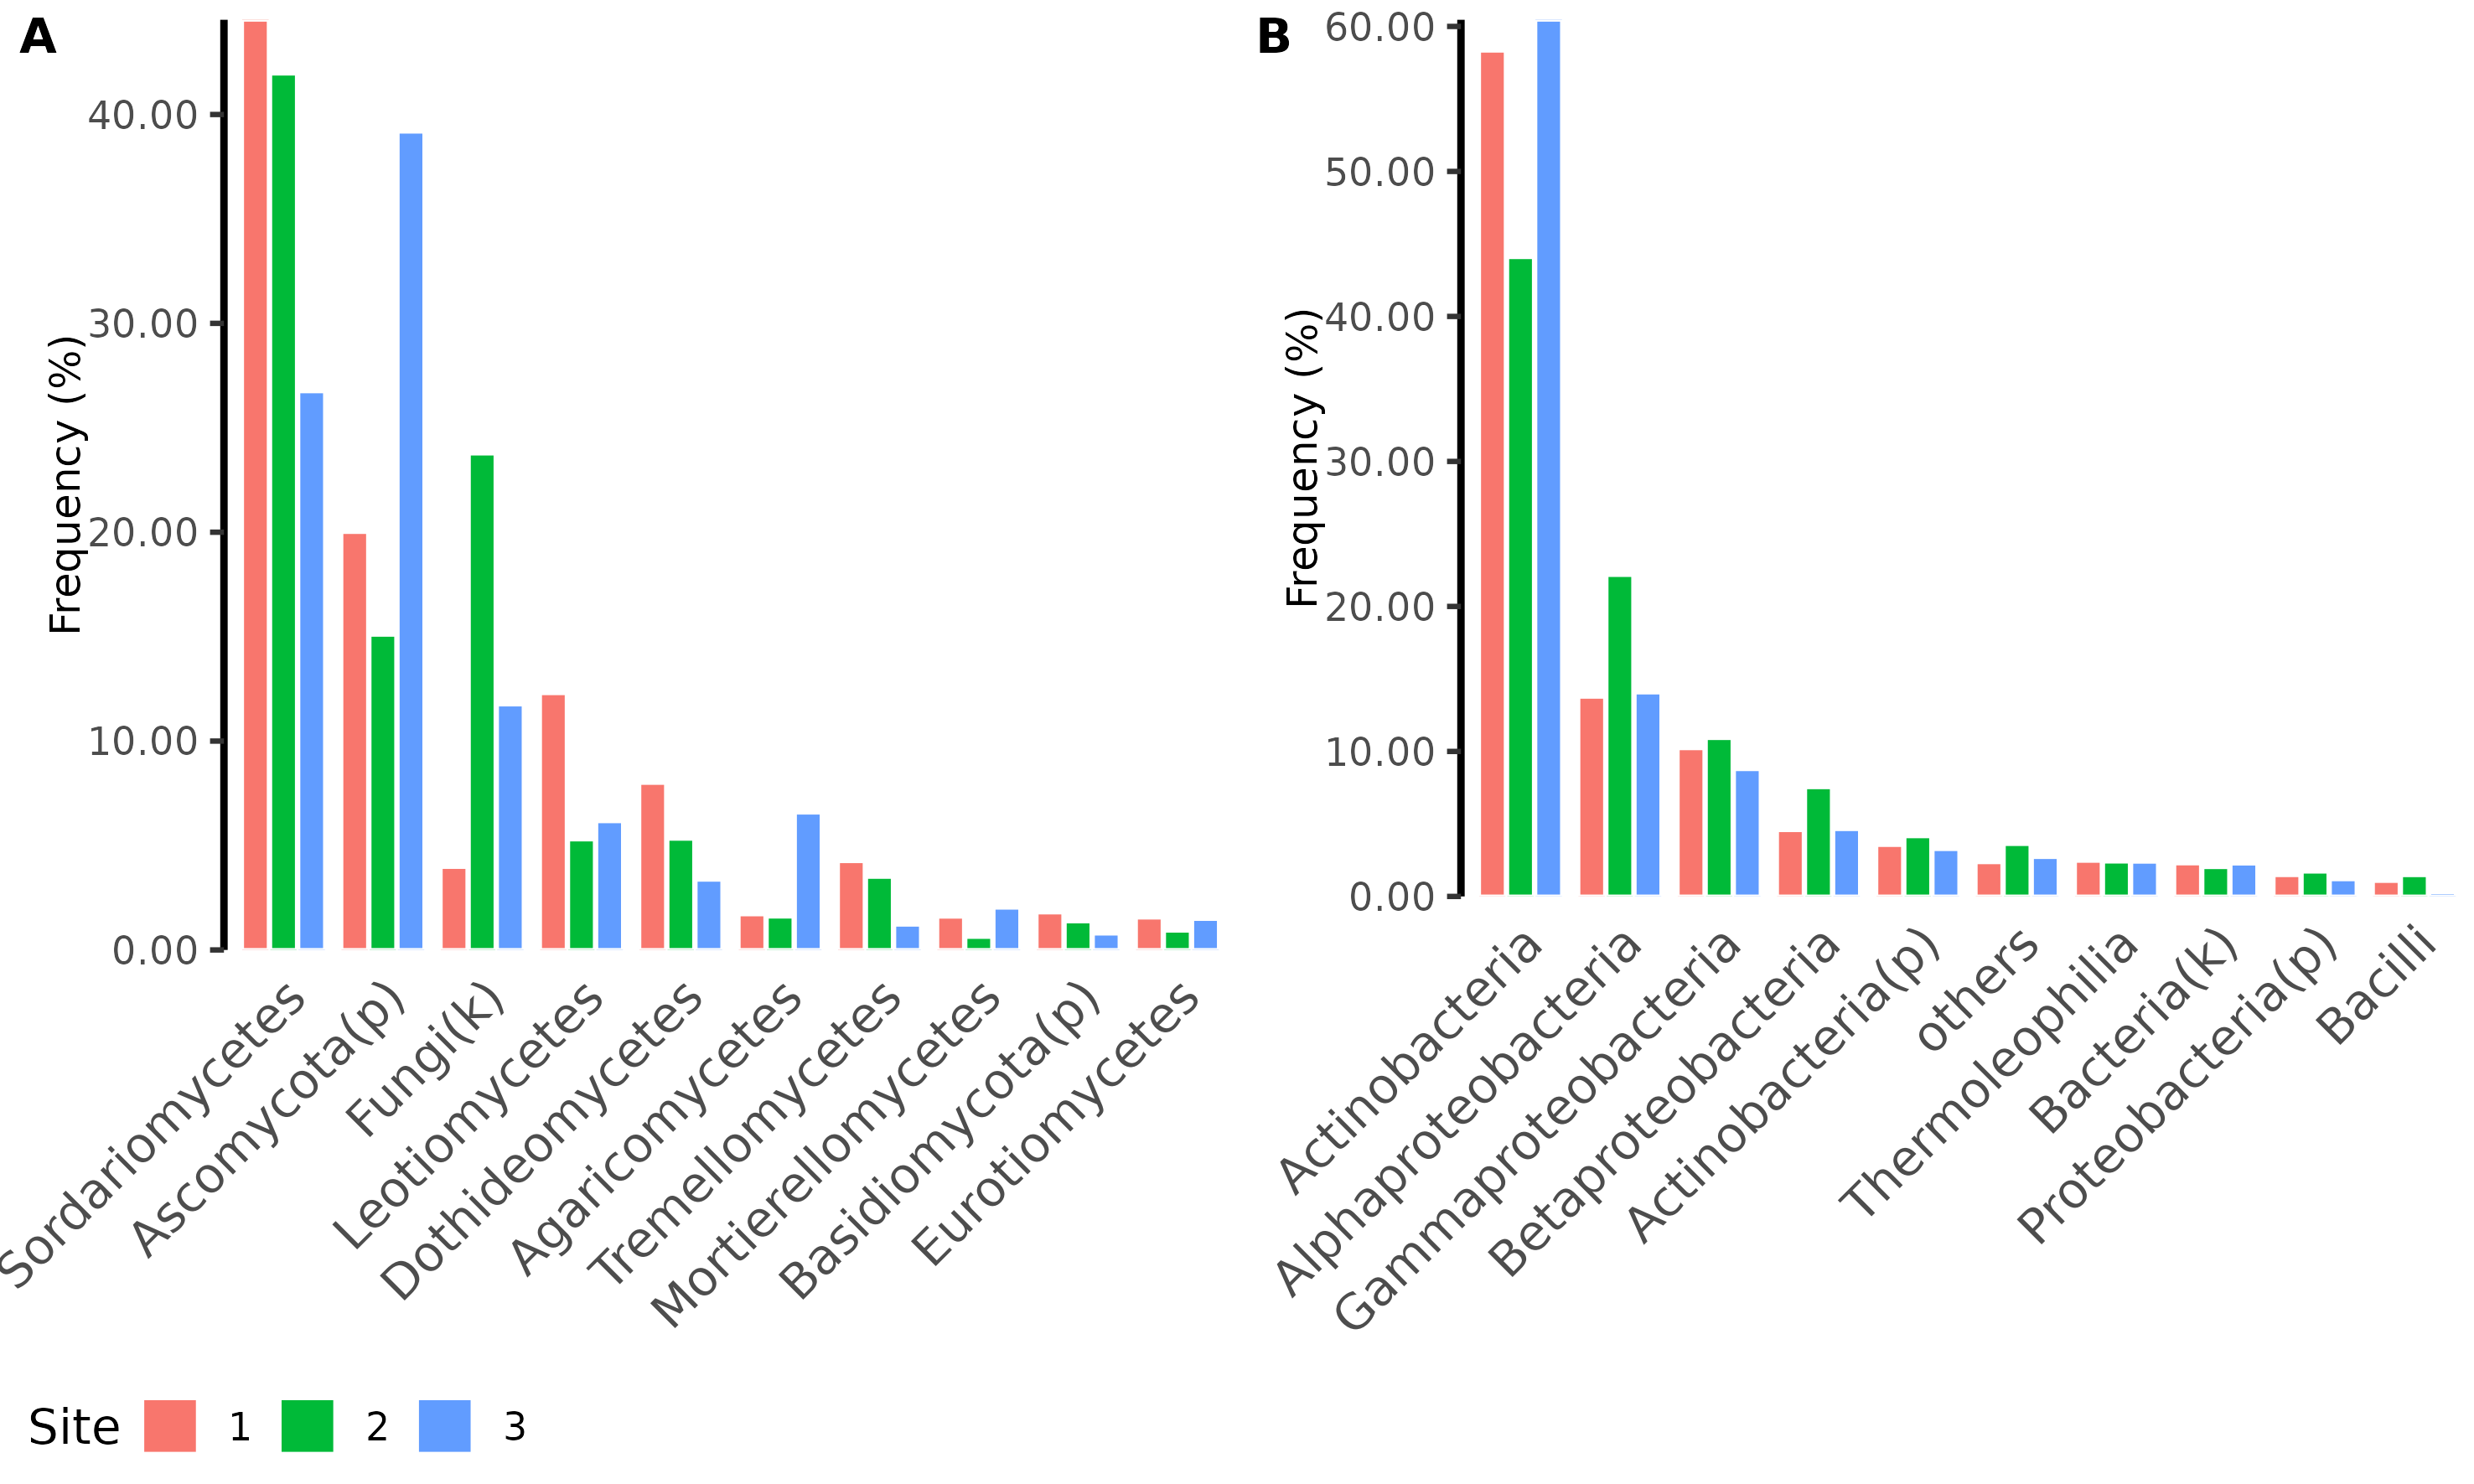 A
Frequency (%)
40.00
30.00
20.00
10.00
0.00
Sordariomycetes
Ascomycota(p)
Fungi(k)
Leotiomycetes
Dothideomycetes
Agaricomycetes
Tremellomycetes
Mortierellomycetes
Basidiomycota(p)
Eurotiomycetes
B
Frequency (%)
60.00
50.00
40.00
30.00
20.00
10.00
0.00
Actinobacteria
Alphaproteobacteria
Gammaproteobacteria
Betaproteobacteria
Actinobacteria(p)
others
Thermoleophilia
Bacteria(k)
Proteobacteria(p)
Bacilli
Site 1 2 3